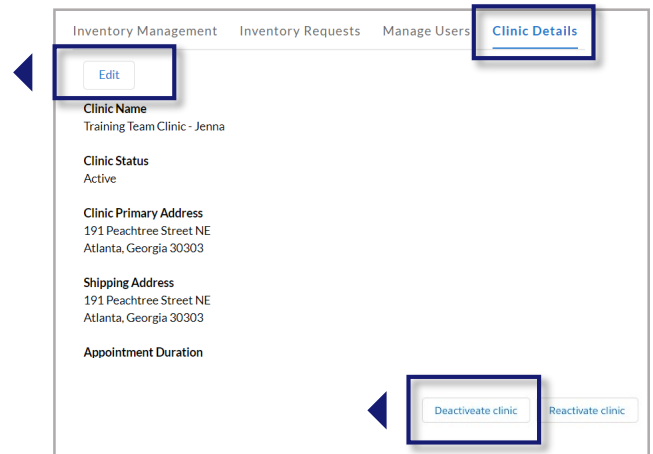 Inventory Management Inventory Requests Manage Users Clinic Details
Edit
Clinic Name
Training Team Clinic - Jenna
Clinic Status
Active
Clinic Primary Address
191 Peachtree Street NE
Atlanta, Georgia 30303
Shipping Address
191 Peachtree Street NE
Atlanta, Georgia 30303
Appointment Duration
Deactiveate clinic Reactivate clinic